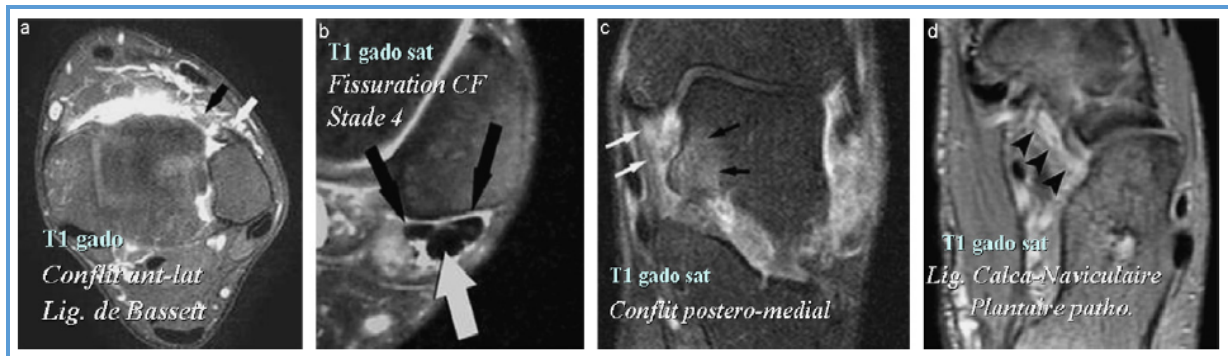 a
T1 gado
Conflit ant-lat
Lig. de Bassett
b
T1 gado sat
Fissuration CF
Stade 4
c
T1 gado sat
Conflit postero-medial
d
T1 gado sat
Lig. Calca-Naviculaire
Plantaire patho.